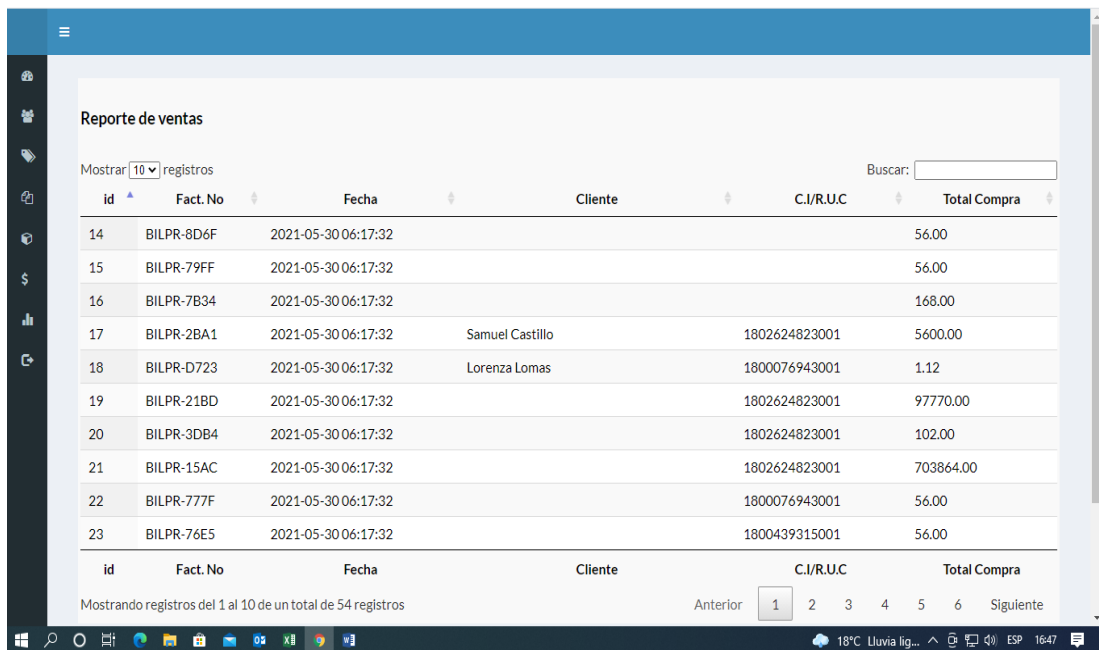 Reporte de ventas
Mostrar 10 registros Buscar:
id Fact. No Fecha Cliente C.I/R.U.C Total Compra
14 BILPR-8D6F 2021-05-30 06:17:32 56.00
15 BILPR-79FF 2021-05-30 06:17:32 56.00
16 BILPR-7B34 2021-05-30 06:17:32 168.00
17 BILPR-2BA1 2021-05-30 06:17:32 Samuel Castillo 1802624823001 5600.00
18 BILPR-D723 2021-05-30 06:17:32 Lorenza Lomas 1800076943001 1.12
19 BILPR-21BD 2021-05-30 06:17:32 1802624823001 97770.00
20 BILPR-3DB4 2021-05-30 06:17:32 1802624823001 102.00
21 BILPR-15AC 2021-05-30 06:17:32 1802624823001 703864.00
22 BILPR-777F 2021-05-30 06:17:32 1800076943001 56.00
23 BILPR-76E5 2021-05-30 06:17:32 1800439315001 56.00
id Fact. No Fecha Cliente C.I/R.U.C Total Compra
Mostrando registros del 1 al 10 de un total de 54 registros Anterior 1 2 3 4 5 6 Siguiente
18°C Lluvia lig... ESP 16:47